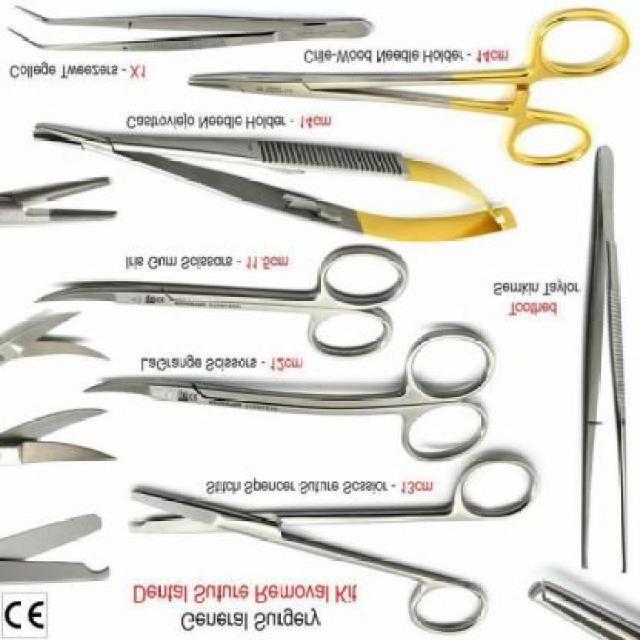 General Surgery
Dental Suture Removal Kit
CE
Stitch Spencer Suture Scssior - 13cm
LaGrange Scissors - 12cm
Toothed
Semkin Taylor
Iris Gum Scissors - 11.5cm
Castroviejo Needle Holder - 14cm
College Tweezers - X1
Crile-Wood Needle Holder - 14cm